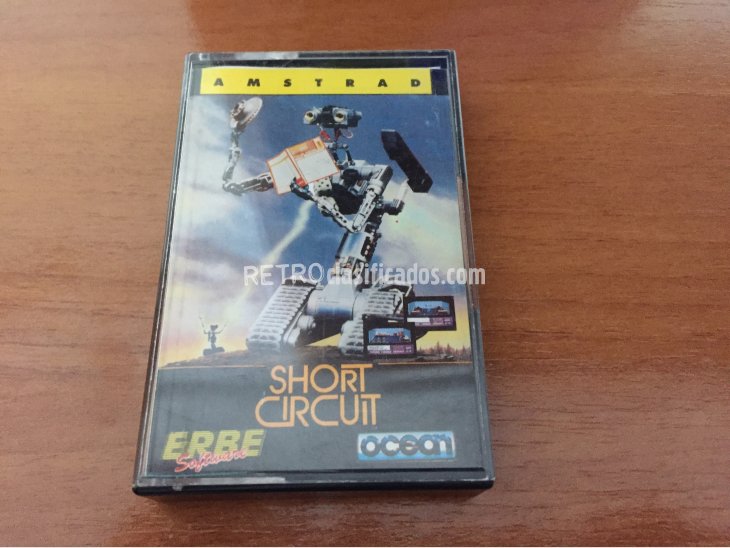 AMSTRAD
RETROclasificados.com
SHORT
CIRCUIT
ERBE
Software
ocean